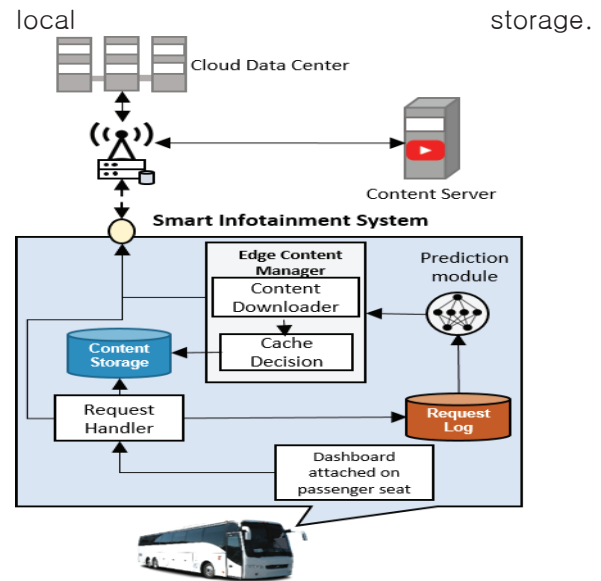 local storage.
Cloud Data Center
Content Server
Smart Infotainment System
Edge Content
Manager
Content
Downloader
Cache
Decision
Prediction
module
Content
Storage
Request
Handler
Request
Log
Dashboard
attached on
passenger seat